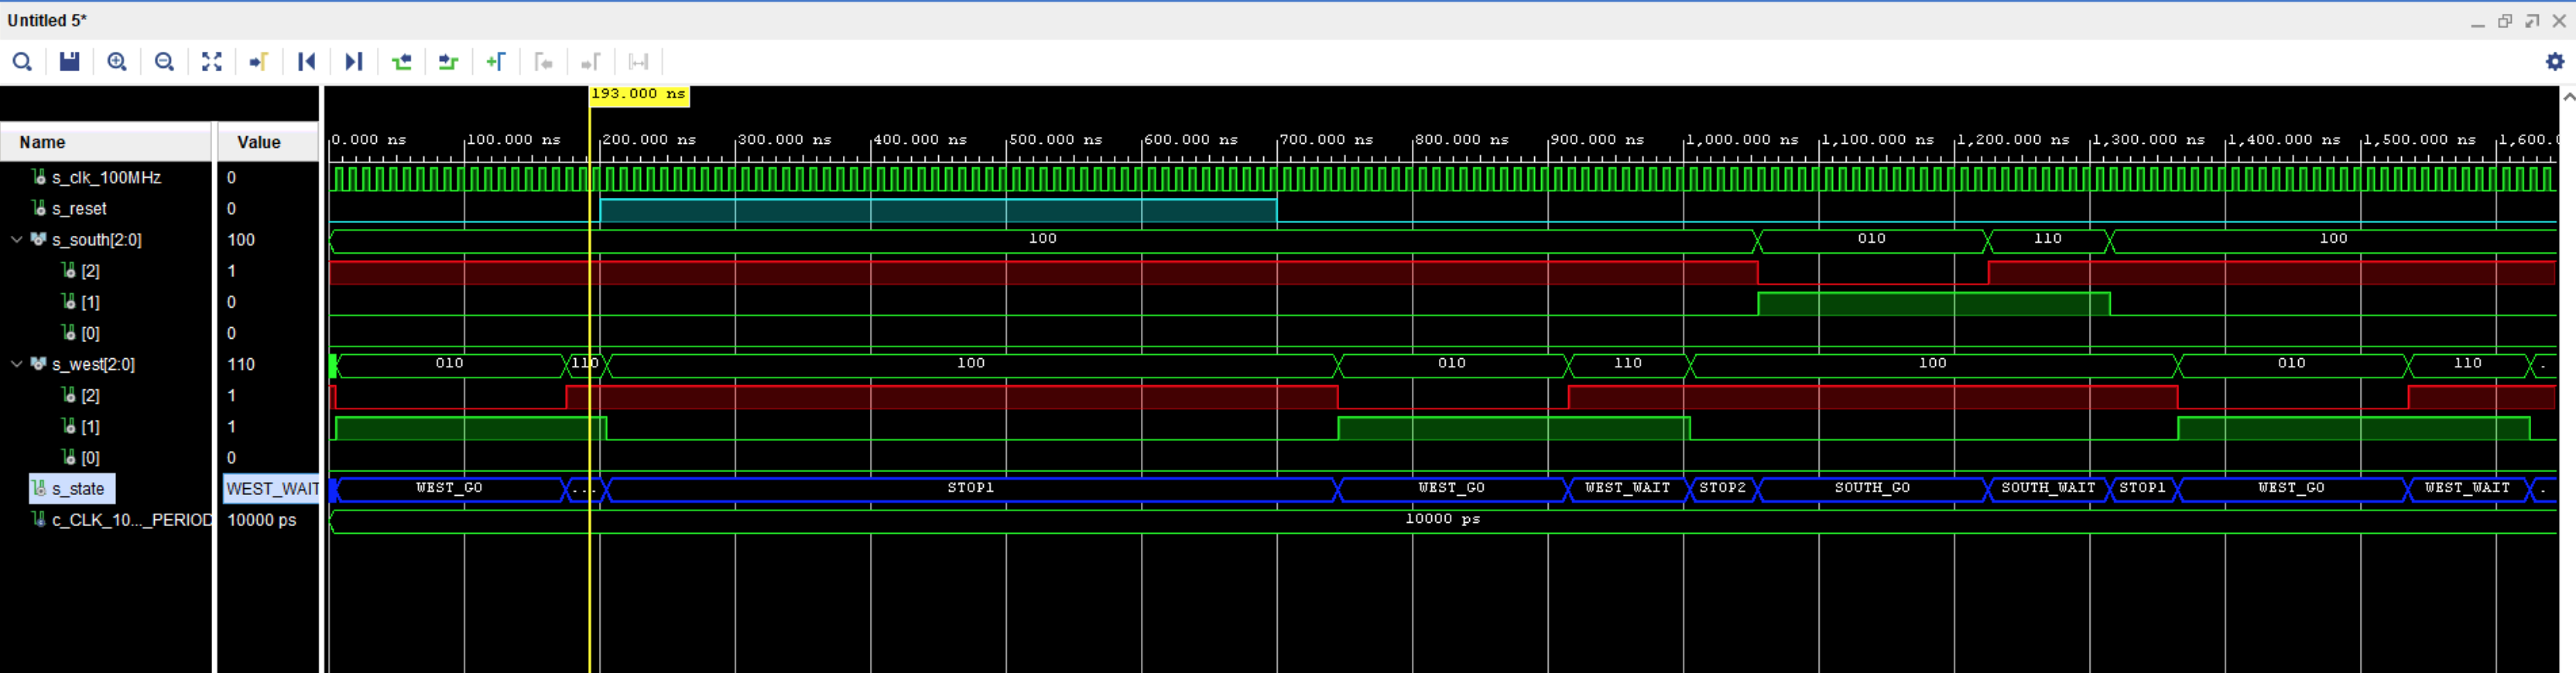 Untitled 5*
193.000 ns
Name Value
0.000 ns 100.000 ns 200.000 ns 300.000 ns 400.000 ns 500.000 ns 600.000 ns 700.000 ns 800.000 ns 900.000 ns 1,000.000 ns 1,100.000 ns 1,200.000 ns 1,300.000 ns 1,400.000 ns 1,500.000 ns 1,600.
s_clk_100MHz 0
s_reset 0
s_south[2:0] 100 100 010 110 100
[2] 1
[1] 0
[0] 0
s_west[2:0] 110 010 110 100 010 110 100 010 110 .
[2] 1
[1] 1
[0] 0
s_state WEST_WAIT WEST_GO ... STOP1 WEST_GO WEST_WAIT STOP2 SOUTH_GO SOUTH_WAIT STOP1 WEST_GO WEST_WAIT .
c_CLK_10..._PERIOD 10000 ps 10000 ps